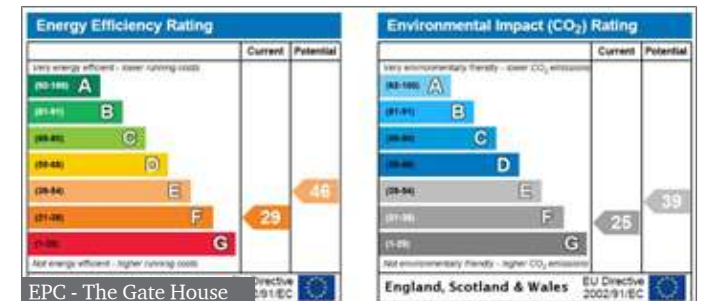 Energy Efficiency Rating
Current Potential
Very energy efficient - lower running costs
(92-100) A
(81-91) B
(69-80) C
(55-68) D
(39-54) E
(21-38) F
(1-20) G
46
29
Not energy efficient - higher running costs
EPC - The Gate House
Environmental Impact (CO₂) Rating
Current Potential
Very environmentally friendly - lower CO₂ emissions
(92-100) A
(81-91) B
(69-80) C
(55-68) D
(39-54) E
(21-38) F
(1-20) G
39
25
Not environmentally friendly - higher CO₂ emissions
England, Scotland & Wales
EU Directive
2002/91/EC